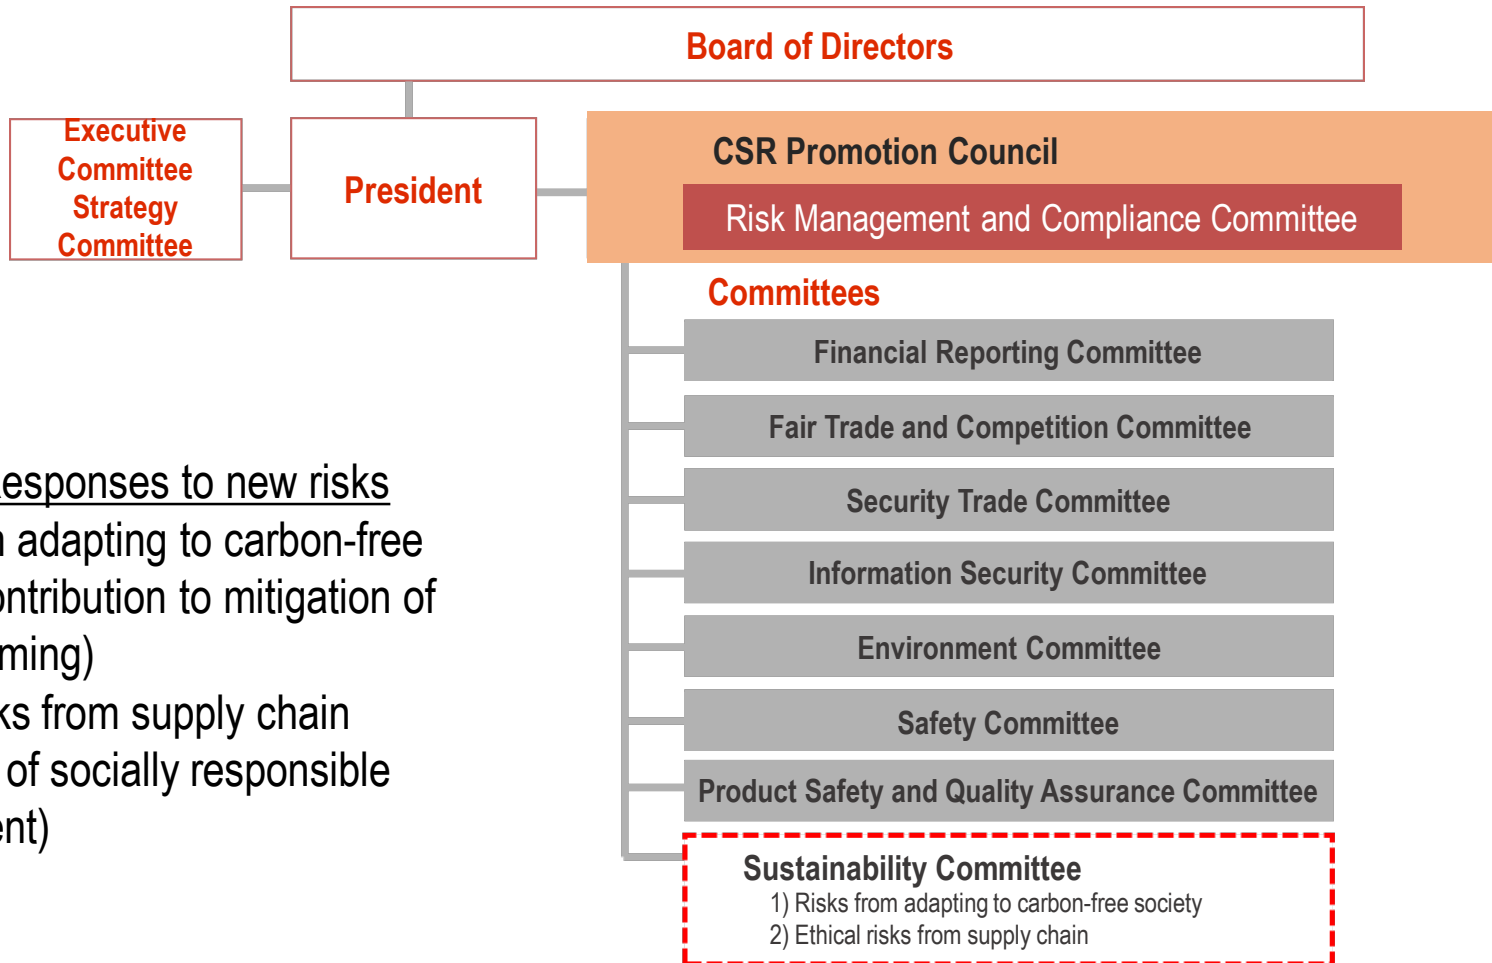 Board of Directors
Executive
Committee
Strategy
Committee
President
CSR Promotion Council
Risk Management and Compliance Committee
Committees
Financial Reporting Committee
Fair Trade and Competition Committee
Security Trade Committee
Information Security Committee
Environment Committee
Safety Committee
Product Safety and Quality Assurance Committee
Sustainability Committee
1) Risks from adapting to carbon-free society
2) Ethical risks from supply chain
esponses to new risks
adapting to carbon-free
ontribution to mitigation of
ming)
ks from supply chain
of socially responsible
ent)